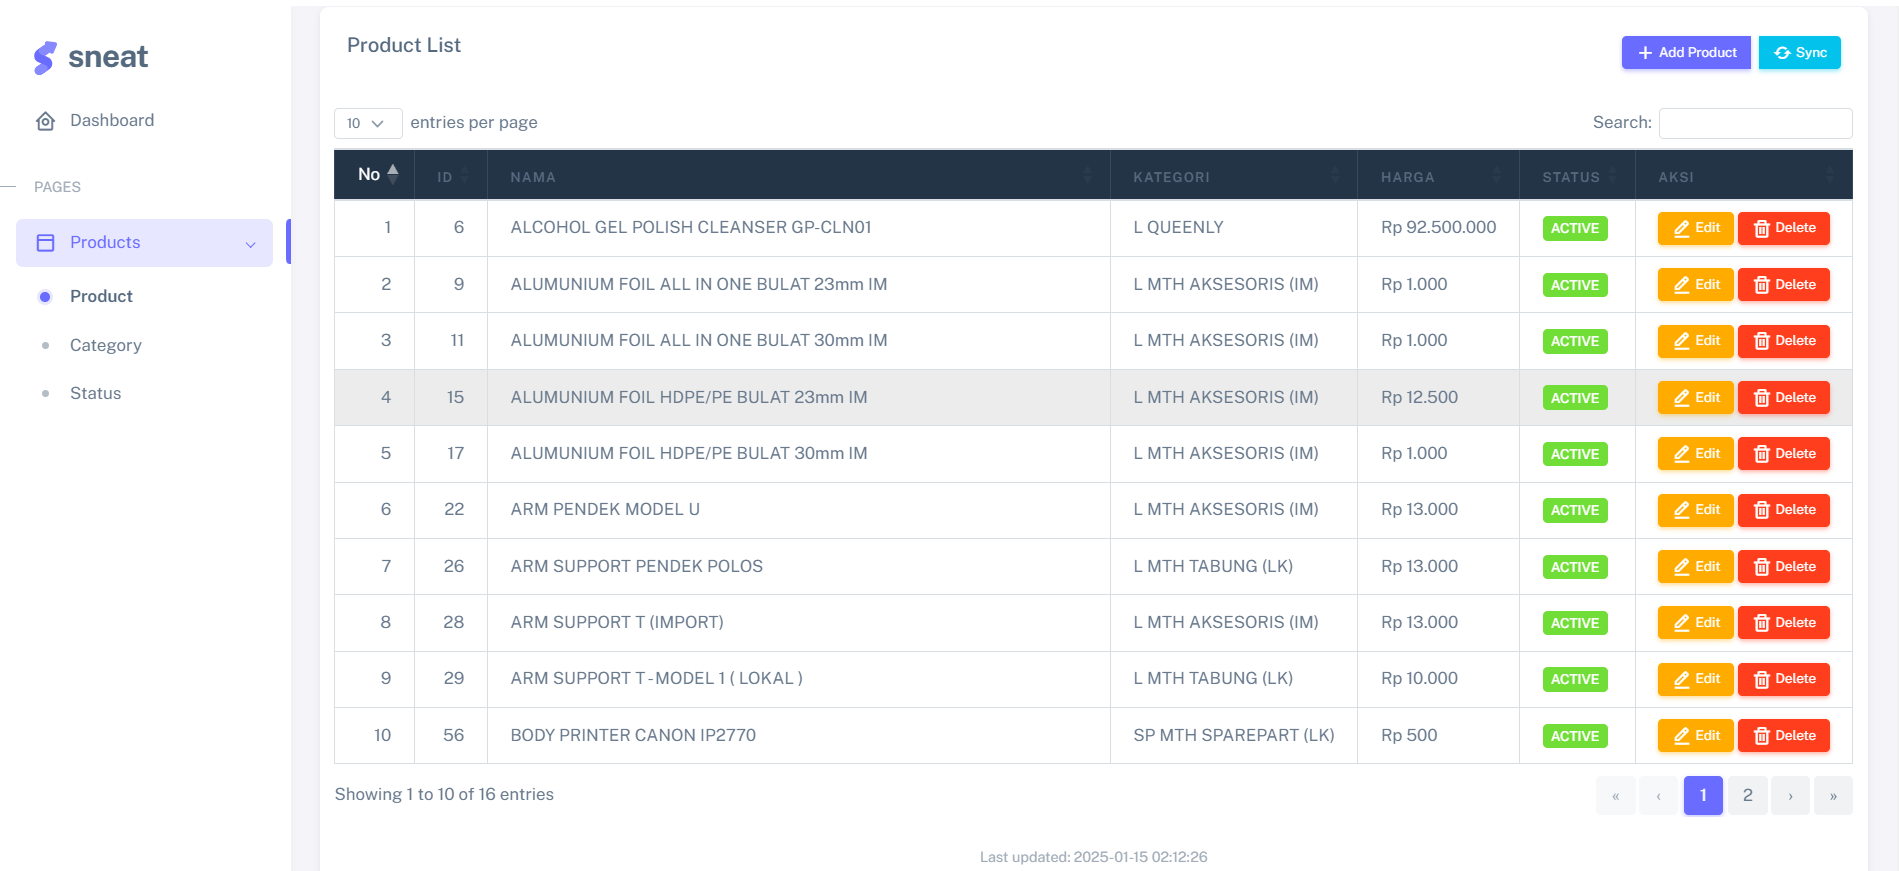 sneat
Dashboard
PAGES
Products
Product
Category
Status
Product List
Add Product Sync
10 entries per page Search:
No ID NAMA KATEGORI HARGA STATUS AKSI
1 6 ALCOHOL GEL POLISH CLEANSER GP-CLN01 L QUEENLY Rp 92.500.000 ACTIVE Edit Delete
2 9 ALUMUNIUM FOIL ALL IN ONE BULAT 23mm IM L MTH AKSESORIS (IM) Rp 1.000 ACTIVE Edit Delete
3 11 ALUMUNIUM FOIL ALL IN ONE BULAT 30mm IM L MTH AKSESORIS (IM) Rp 1.000 ACTIVE Edit Delete
4 15 ALUMUNIUM FOIL HDPE/PE BULAT 23mm IM L MTH AKSESORIS (IM) Rp 12.500 ACTIVE Edit Delete
5 17 ALUMUNIUM FOIL HDPE/PE BULAT 30mm IM L MTH AKSESORIS (IM) Rp 1.000 ACTIVE Edit Delete
6 22 ARM PENDEK MODEL U L MTH AKSESORIS (IM) Rp 13.000 ACTIVE Edit Delete
7 26 ARM SUPPORT PENDEK POLOS L MTH TABUNG (LK) Rp 13.000 ACTIVE Edit Delete
8 28 ARM SUPPORT T (IMPORT) L MTH AKSESORIS (IM) Rp 13.000 ACTIVE Edit Delete
9 29 ARM SUPPORT T - MODEL 1 ( LOKAL ) L MTH TABUNG (LK) Rp 10.000 ACTIVE Edit Delete
10 56 BODY PRINTER CANON IP2770 SP MTH SPAREPART (LK) Rp 500 ACTIVE Edit Delete
Showing 1 to 10 of 16 entries « ‹ 1 2 › »
Last updated: 2025-01-15 02:12:26